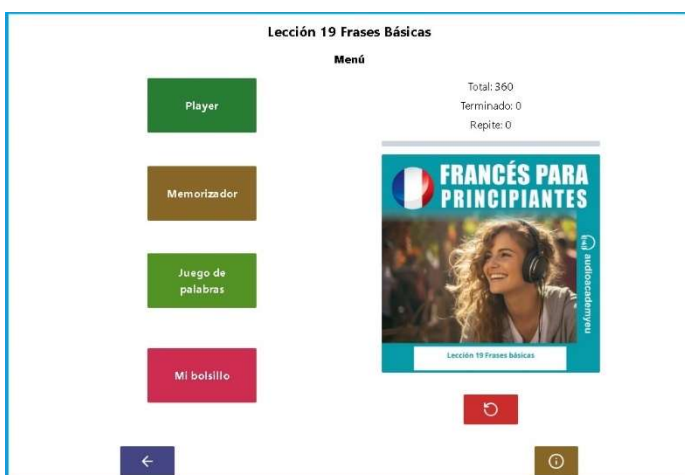 Lección 19 Frases Básicas
Menú
Player
Memorizador
Juego de
palabras
Mi bolsillo
Total: 360
Terminado: 0
Repite: 0
FRANCÉS PARA
PRINCIPIANTES
audioacademyeu
Lección 19 Frases básicas